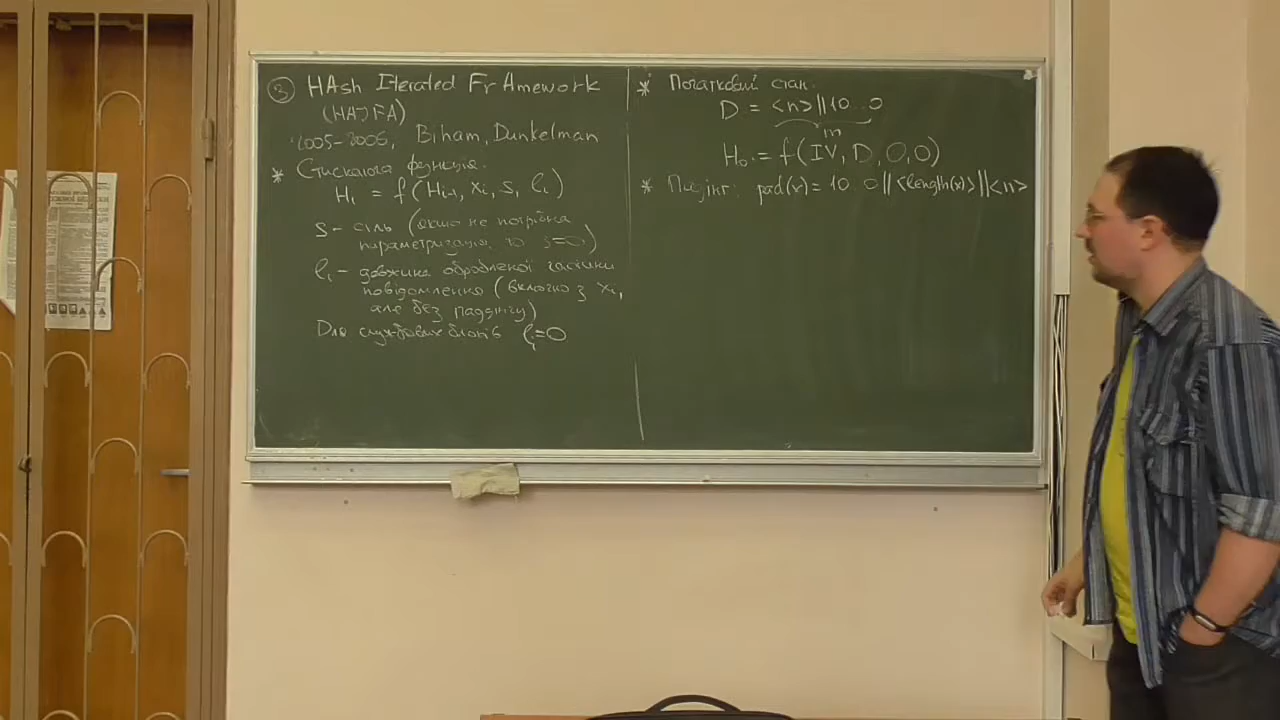 ③ HAsh Iterated FrAmework
(HAIFA)
2005-2006, Biham, Dunkelman
* Стискаюча функція.
Hᵢ = f(Hᵢ₋₁, xᵢ, s, ℓᵢ)
s – сіль (якщо не потрібна
параметризація, то s=0)
ℓᵢ – довжина обробленої частини
повідомлення (включно з xᵢ,
але без паддінгу)
Для службових блоків ℓᵢ=0
* Початковий стан.
D = <n> || 10...0
m
H₀ = f(IV, D, 0, 0)
* Падінг: pad(x) = 10...0 || <length(x)> || <n>